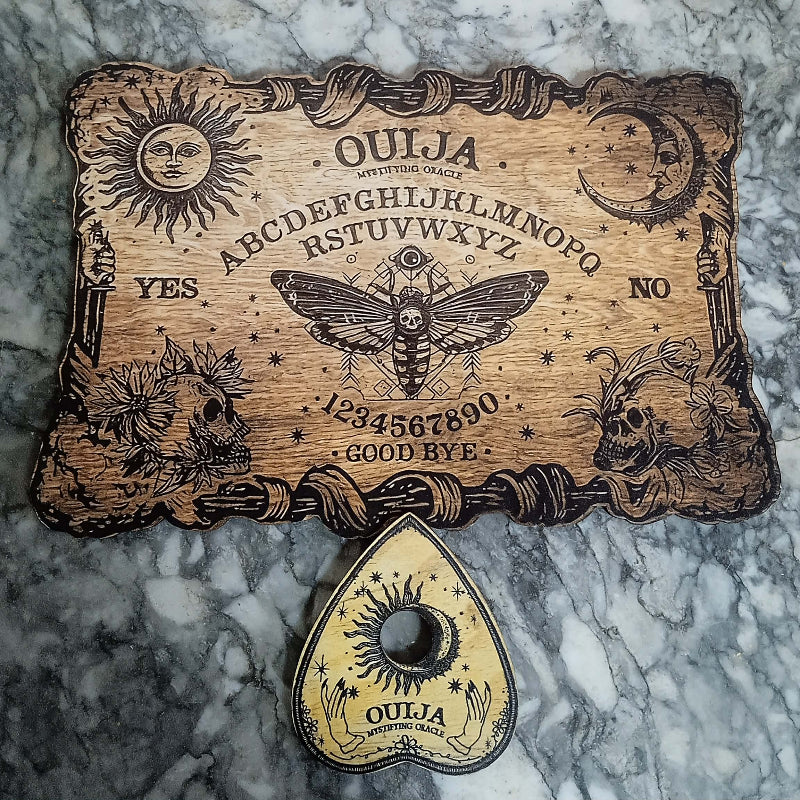 OUIJA
MYSTIFYING ORACLE
ABCDEFGHIJKLMNOPQ
RSTUVWXYZ
YES
NO
1234567890
GOOD BYE
OUIJA
MYSTIFYING ORACLE